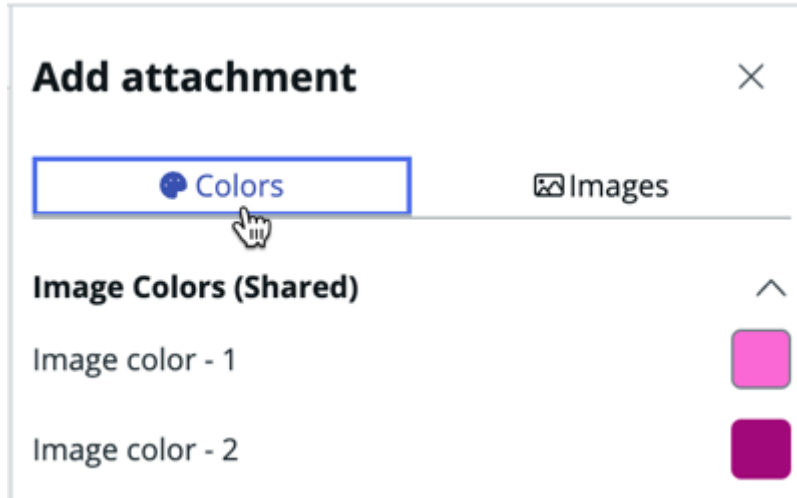 Add attachment
Colors
Images
Image Colors (Shared)
Image color - 1
Image color - 2